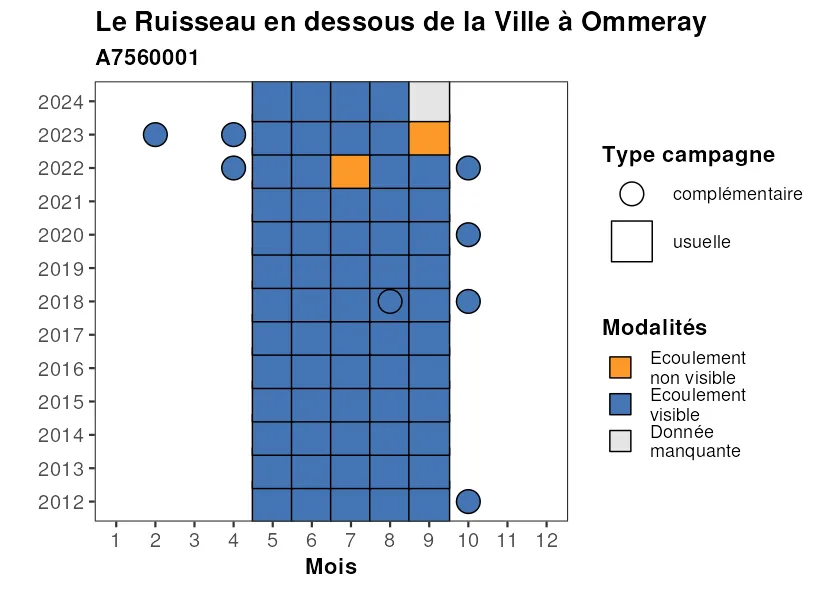 Le Ruisseau en dessous de la Ville à Ommeray
A7560001
2024
2023
2022
2021
2020
2019
2018
2017
2016
2015
2014
2013
2012
1 2 3 4 5 6 7 8 9 10 11 12
Mois
Type campagne
complémentaire
usuelle
Modalités
Ecoulement
non visible
Ecoulement
visible
Donnée
manquante